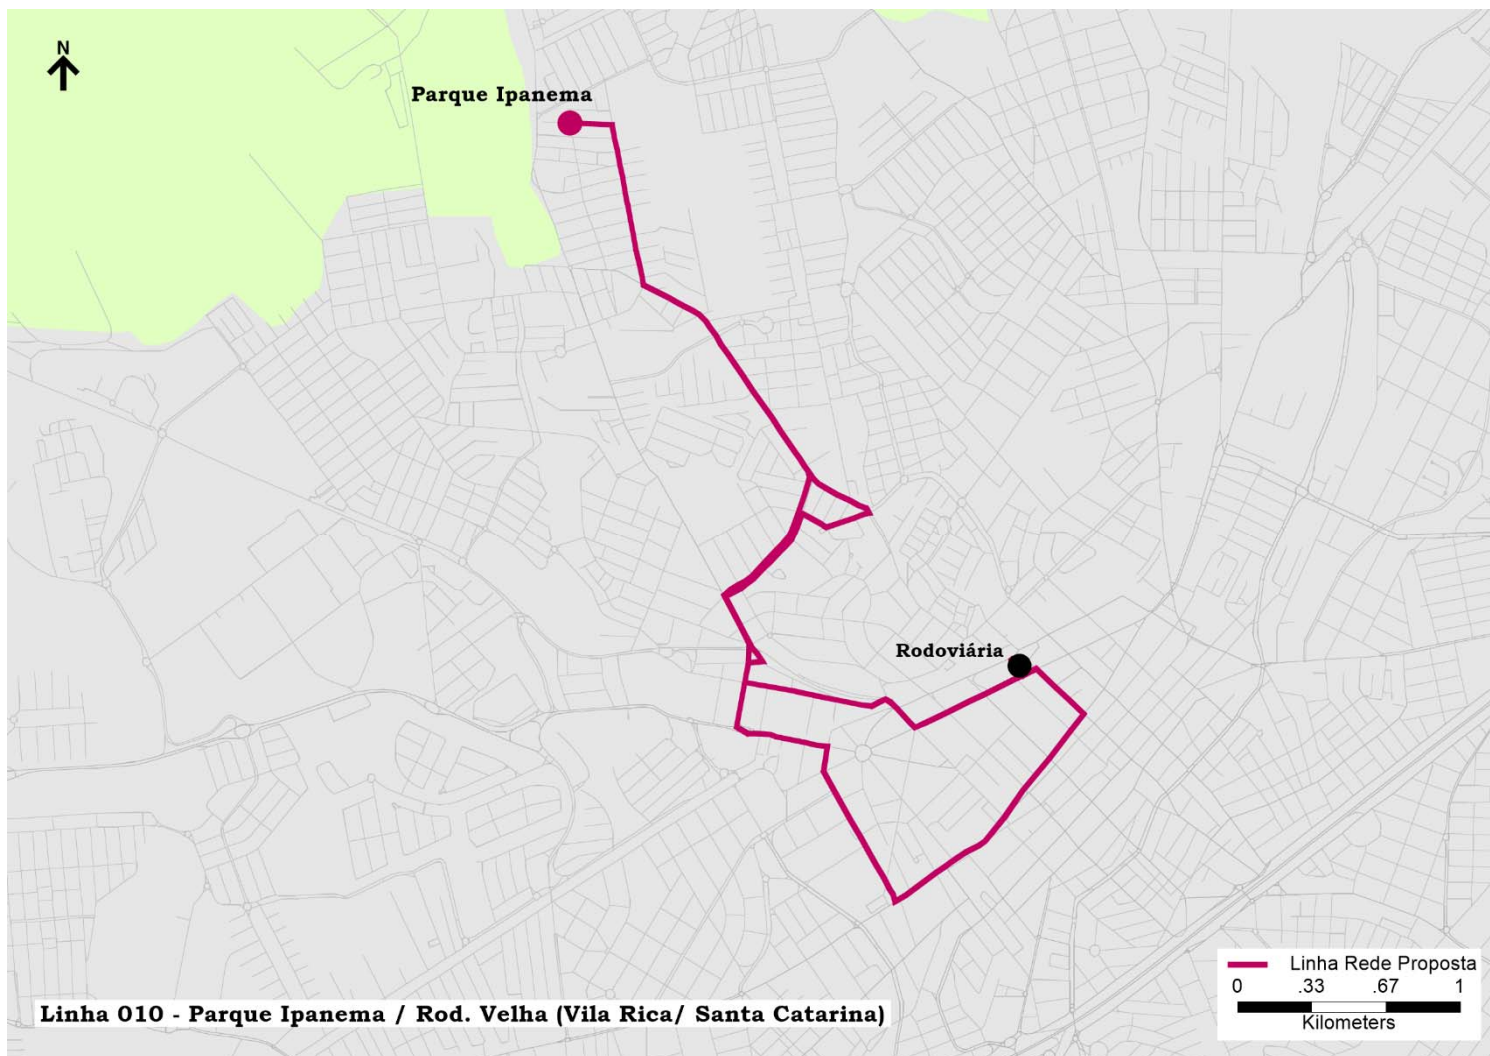 N
Parque Ipanema
Rodoviária
Linha Rede Proposta
0 .33 .67 1
Kilometers
Linha 010 - Parque Ipanema / Rod. Velha (Vila Rica/ Santa Catarina)